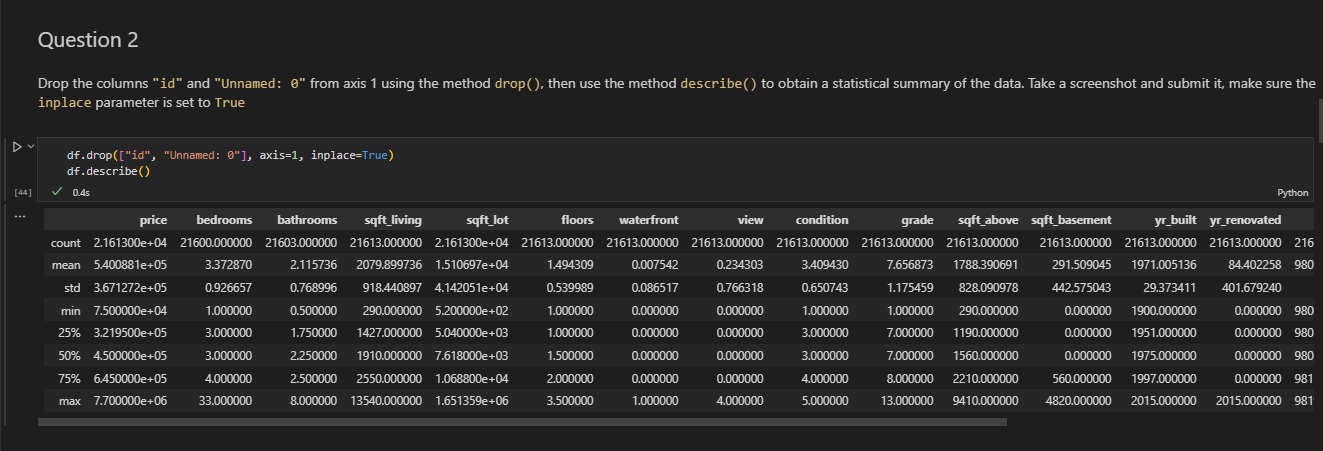 Question 2
Drop the columns "id" and "Unnamed: 0" from axis 1 using the method drop(), then use the method describe() to obtain a statistical summary of the data. Take a screenshot and submit it, make sure the
inplace parameter is set to True
df.drop(["id", "Unnamed: 0"], axis=1, inplace=True)
df.describe()
[44] 0.4s Python
price bedrooms bathrooms sqft_living sqft_lot floors waterfront view condition grade sqft_above sqft_basement yr_built yr_renovated
count 2.161300e+04 21600.000000 21603.000000 21613.000000 2.161300e+04 21613.000000 21613.000000 21613.000000 21613.000000 21613.000000 21613.000000 21613.000000 21613.000000 21613.000000 216
mean 5.400881e+05 3.372870 2.115736 2079.899736 1.510697e+04 1.494309 0.007542 0.234303 3.409430 7.656873 1788.390691 291.509045 1971.005136 84.402258 980
std 3.671272e+05 0.926657 0.768996 918.440897 4.142051e+04 0.539989 0.086517 0.766318 0.650743 1.175459 828.090978 442.575043 29.373411 401.679240
min 7.500000e+04 1.000000 0.500000 290.000000 5.200000e+02 1.000000 0.000000 0.000000 1.000000 1.000000 290.000000 0.000000 1900.000000 0.000000 980
25% 3.219500e+05 3.000000 1.750000 1427.000000 5.040000e+03 1.000000 0.000000 0.000000 3.000000 7.000000 1190.000000 0.000000 1951.000000 0.000000 980
50% 4.500000e+05 3.000000 2.250000 1910.000000 7.618000e+03 1.500000 0.000000 0.000000 3.000000 7.000000 1560.000000 0.000000 1975.000000 0.000000 980
75% 6.450000e+05 4.000000 2.500000 2550.000000 1.068800e+04 2.000000 0.000000 0.000000 4.000000 8.000000 2210.000000 560.000000 1997.000000 0.000000 981
max 7.700000e+06 33.000000 8.000000 13540.000000 1.651359e+06 3.500000 1.000000 4.000000 5.000000 13.000000 9410.000000 4820.000000 2015.000000 2015.000000 981